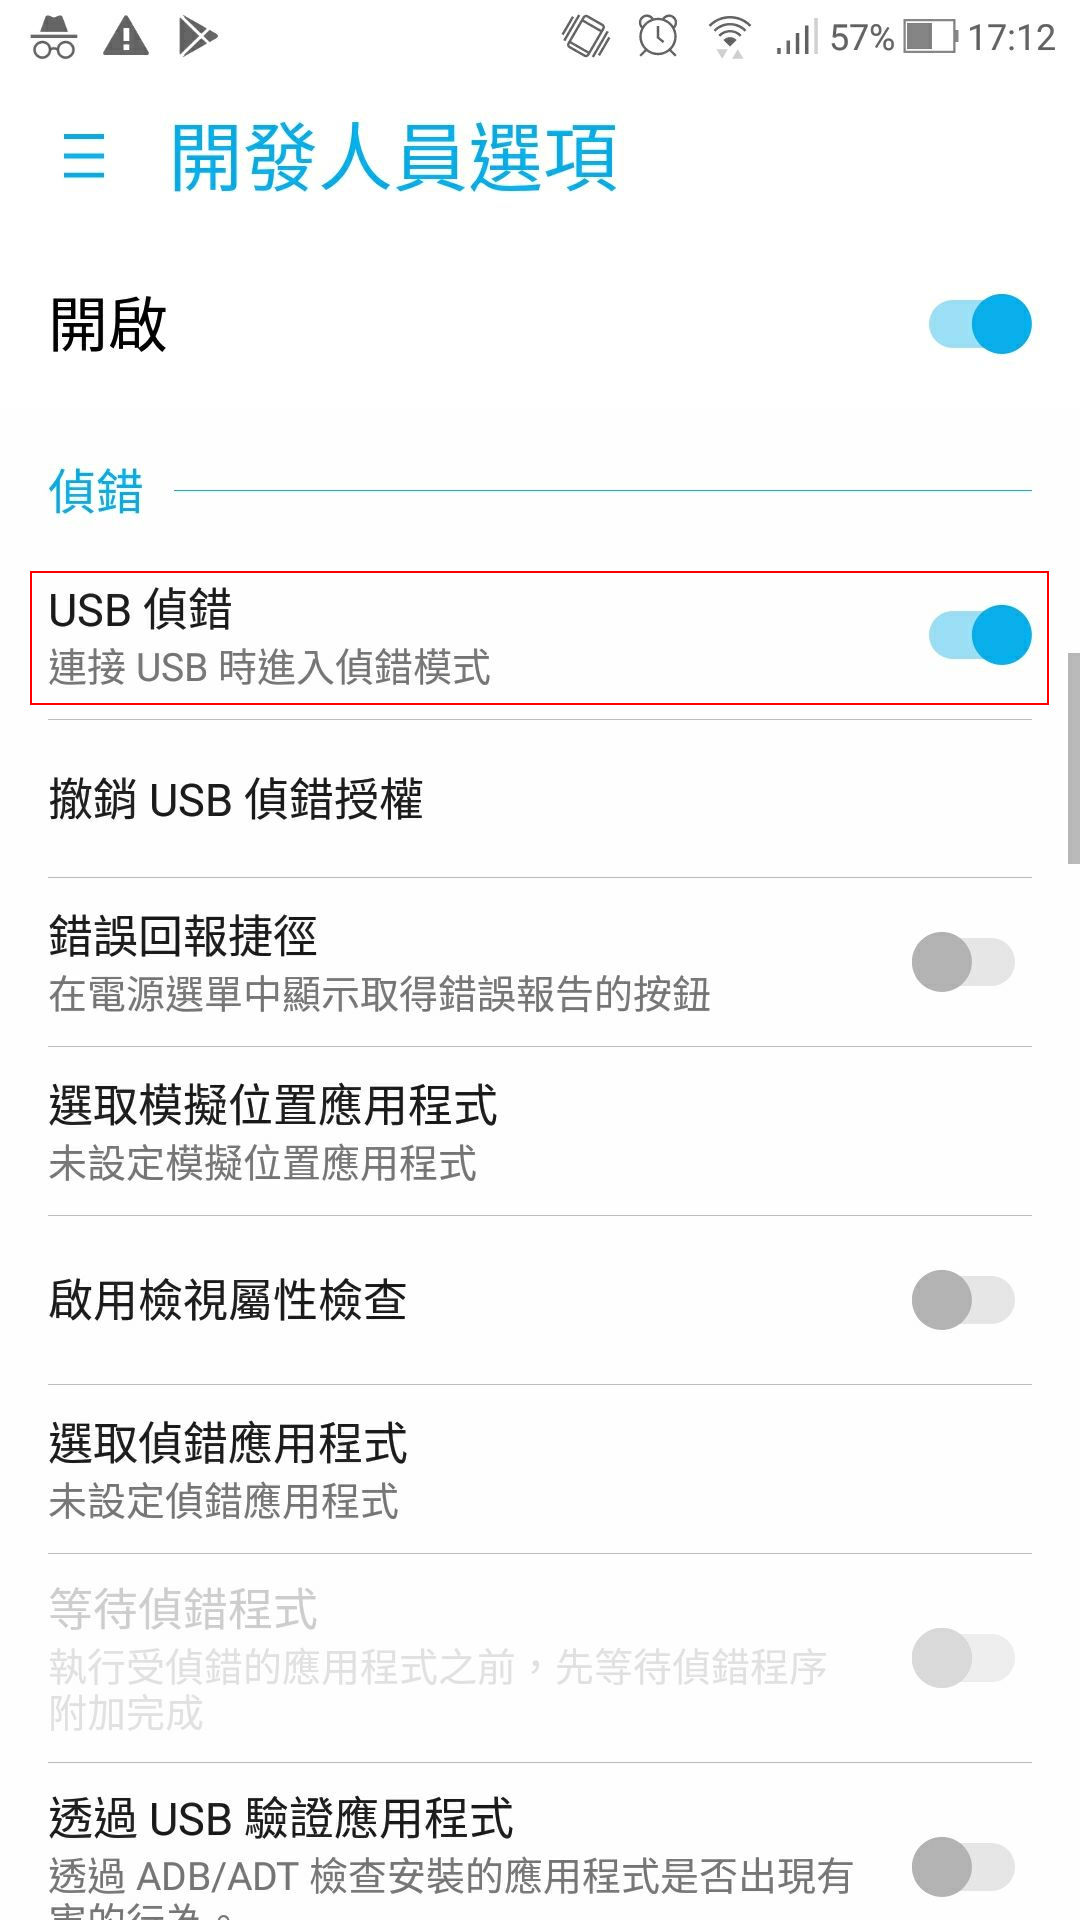 57% 17:12
開發人員選項
開啟
偵錯
USB 偵錯
連接 USB 時進入偵錯模式
撤銷 USB 偵錯授權
錯誤回報捷徑
在電源選單中顯示取得錯誤報告的按鈕
選取模擬位置應用程式
未設定模擬位置應用程式
啟用檢視屬性檢查
選取偵錯應用程式
未設定偵錯應用程式
等待偵錯程式
執行受偵錯的應用程式之前，先等待偵錯程序
附加完成
透過 USB 驗證應用程式
透過 ADB/ADT 檢查安裝的應用程式是否出現有
害的行為。